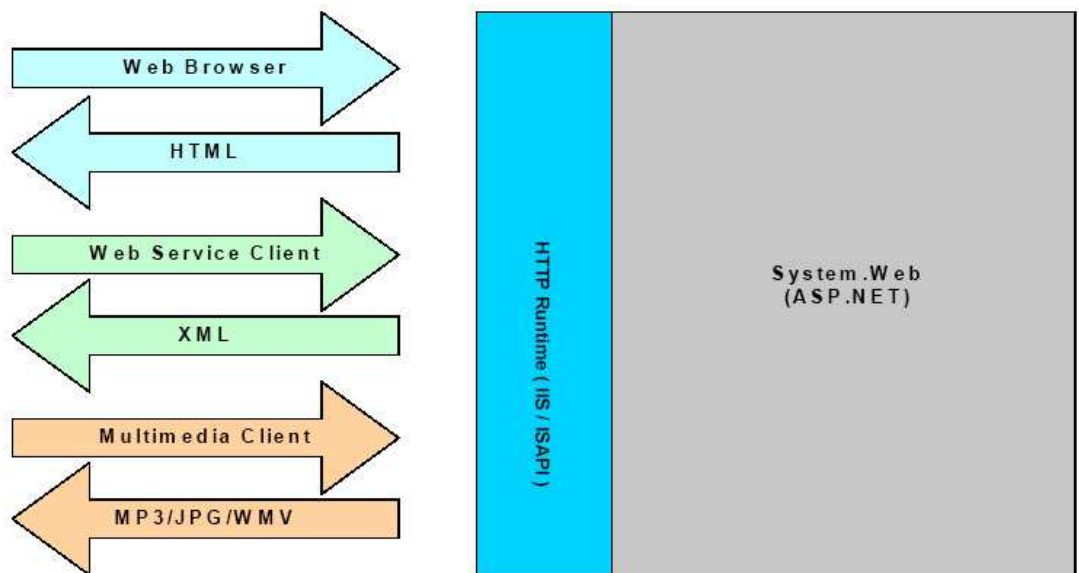 Web Browser
HTML
Web Service Client
XML
Multimedia Client
MP3/JPG/WMV
HTTP Runtime ( IIS / ISAPI )
System.Web
(ASP.NET)